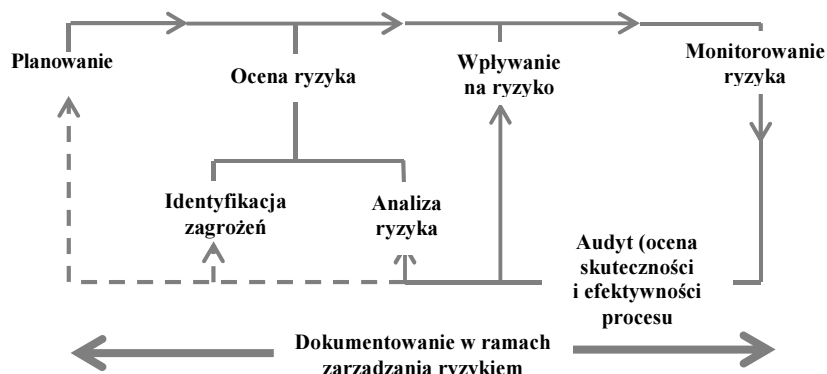 Planowanie
Ocena ryzyka
Wpływanie
na ryzyko
Monitorowanie
ryzyka
Identyfikacja
zagrożeń
Analiza
ryzyka
Audyt (ocena
skuteczności
i efektywności
procesu
Dokumentowanie w ramach
zarządzania ryzykiem